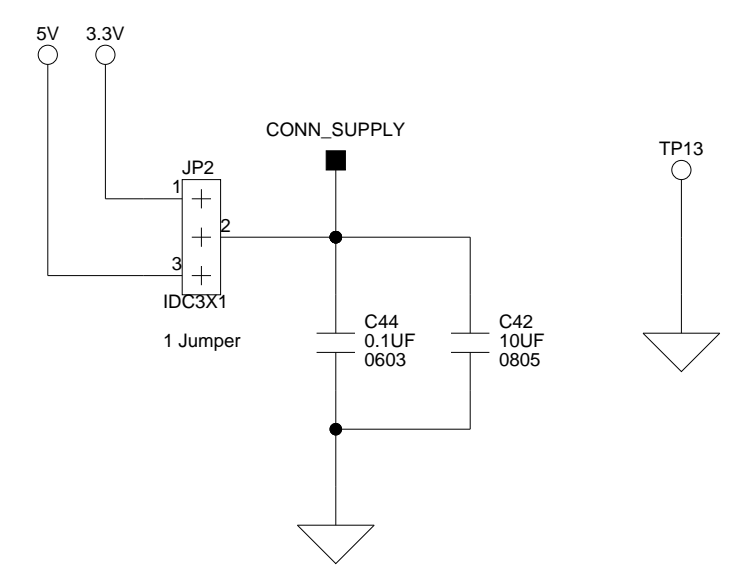 5V 3.3V
CONN_SUPPLY
TP13
JP2
1
2
3
IDC3X1
1 Jumper
C44
0.1UF
0603
C42
10UF
0805